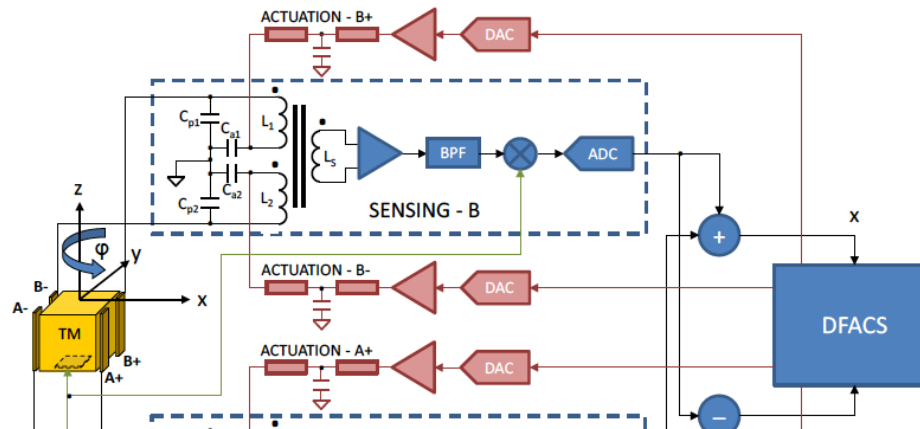 ACTUATION - B+
DAC
Cp1
Ca1
L1
LS
BPF
ADC
Ca2
L2
Cp2
SENSING - B
z
φ
y
x
+
X
B-
A-
TM
B+
A+
ACTUATION - B-
DAC
DFACS
ACTUATION - A+
DAC
−